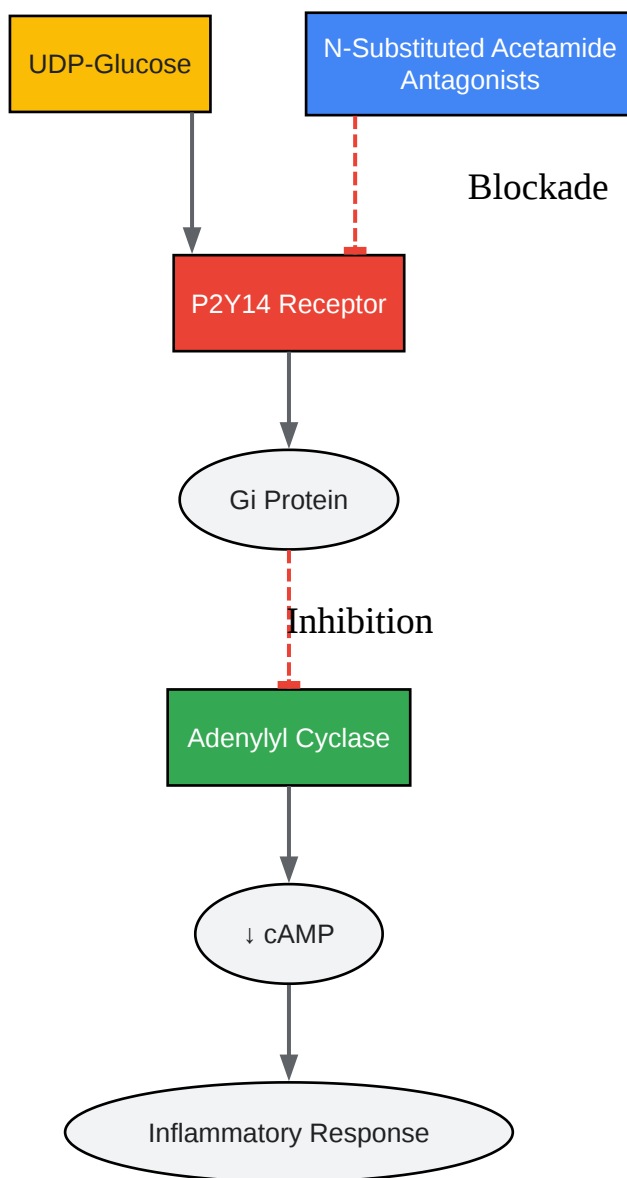 UDP-Glucose
N-Substituted Acetamide
Antagonists
Blockade
P2Y14 Receptor
Gi Protein
Inhibition
Adenylyl Cyclase
↓ cAMP
Inflammatory Response